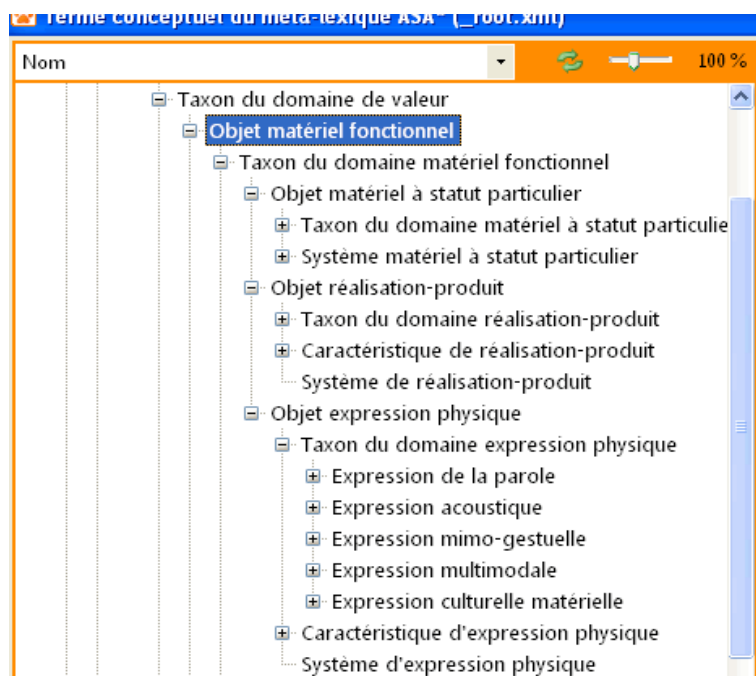 Terme conceptuel du méta-lexique ASA* (_root.xml)
Nom
100 %
Taxon du domaine de valeur
Objet matériel fonctionnel
Taxon du domaine matériel fonctionnel
Objet matériel à statut particulier
Taxon du domaine matériel à statut particulie
Système matériel à statut particulier
Objet réalisation-produit
Taxon du domaine réalisation-produit
Caractéristique de réalisation-produit
Système de réalisation-produit
Objet expression physique
Taxon du domaine expression physique
Expression de la parole
Expression acoustique
Expression mimo-gestuelle
Expression multimodale
Expression culturelle matérielle
Caractéristique d'expression physique
Système d'expression physique